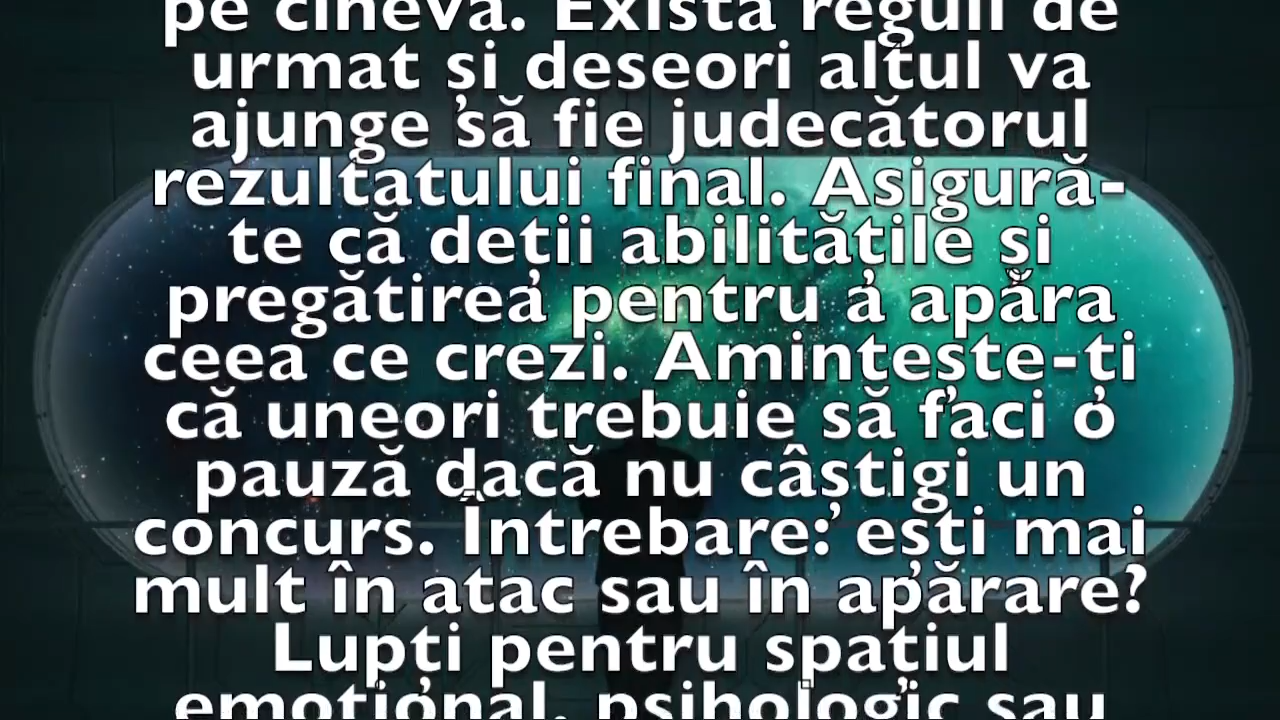 pe cineva. Există reguli de
urmat și deseori altul va
ajunge să fie judecătorul
rezultatului final. Asigură-
te că deții abilitățile și
pregătirea pentru a apăra
ceea ce crezi. Amintește-ți
că uneori trebuie să faci o
pauză dacă nu câștigi un
concurs. Întrebare: ești mai
mult în atac sau în apărare?
Lupți pentru spațiul
emoțional, psihologic sau